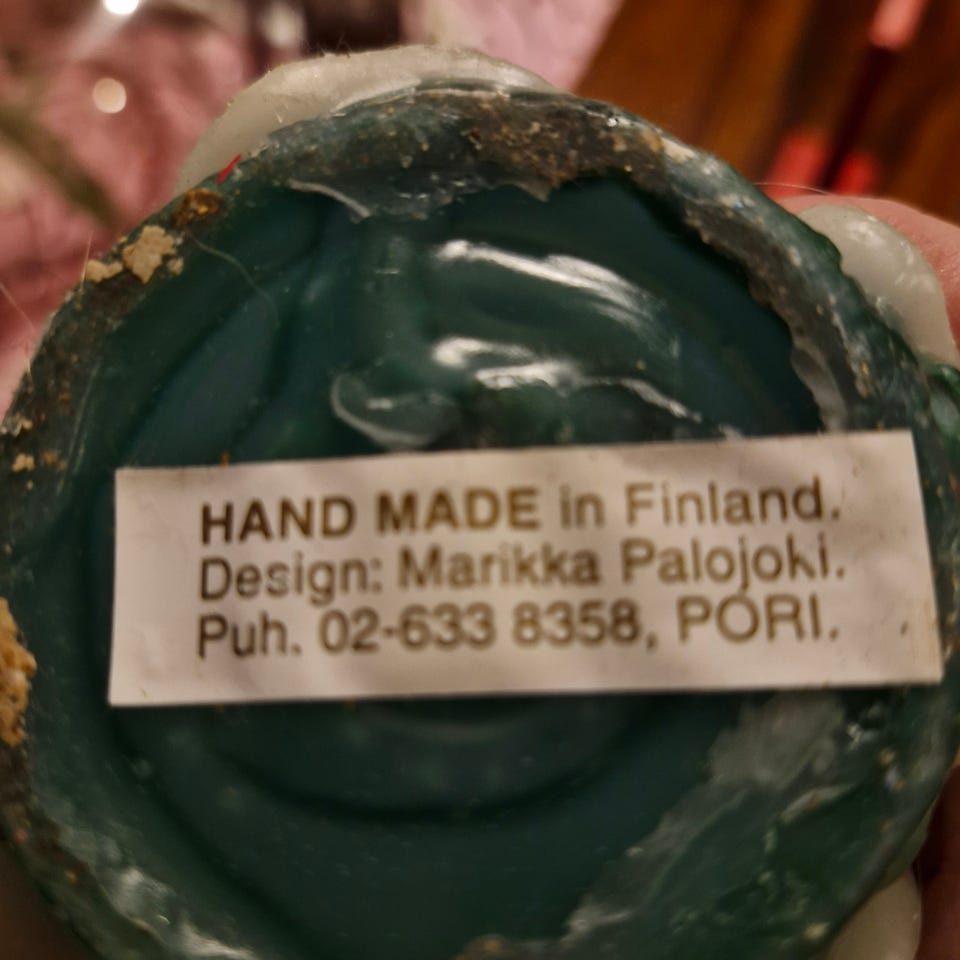 HAND MADE in Finland.
Design: Marikka Palojoki.
Puh. 02-633 8358, PORI.